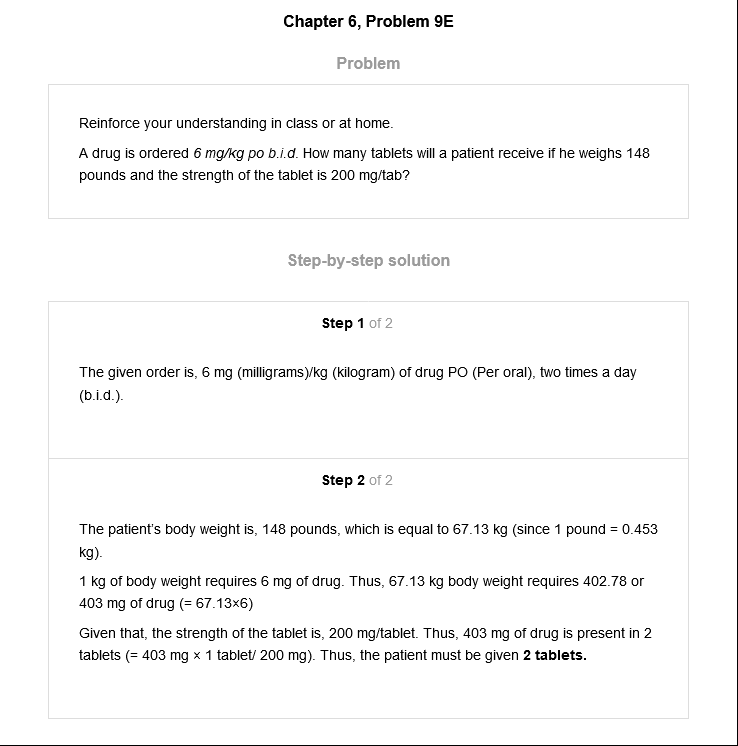 Chapter 6, Problem 9E
Problem
Reinforce your understanding in class or at home.
A drug is ordered 6 mg/kg po b.i.d. How many tablets will a patient receive if he weighs 148
pounds and the strength of the tablet is 200 mg/tab?
Step-by-step solution
Step 1 of 2
The given order is, 6 mg (milligrams)/kg (kilogram) of drug PO (Per oral), two times a day
(b.i.d.).
Step 2 of 2
The patient's body weight is, 148 pounds, which is equal to 67.13 kg (since 1 pound = 0.453
kg).
1 kg of body weight requires 6 mg of drug. Thus, 67.13 kg body weight requires 402.78 or
403 mg of drug (= 67.13×6)
Given that, the strength of the tablet is, 200 mg/tablet. Thus, 403 mg of drug is present in 2
tablets (= 403 mg × 1 tablet/ 200 mg). Thus, the patient must be given 2 tablets.